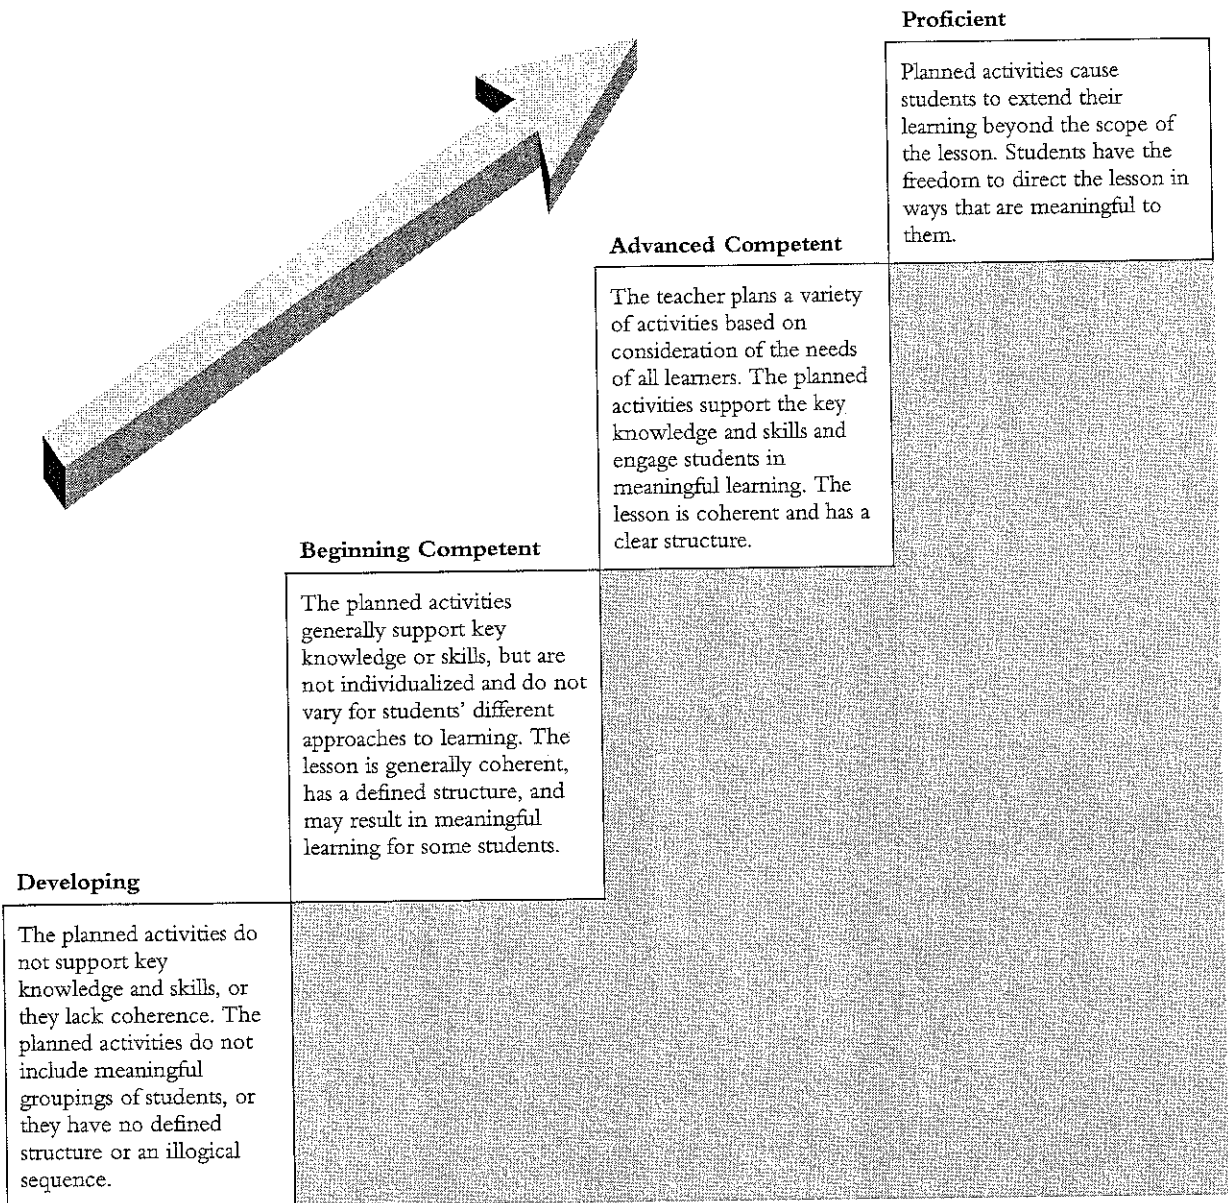 Proficient
Planned activities cause
students to extend their
learning beyond the scope of
the lesson. Students have the
freedom to direct the lesson in
ways that are meaningful to
them.
Advanced Competent
The teacher plans a variety
of activities based on
consideration of the needs
of all learners. The planned
activities support the key
knowledge and skills and
engage students in
meaningful learning. The
lesson is coherent and has a
clear structure.
Beginning Competent
The planned activities
generally support key
knowledge or skills, but are
not individualized and do not
vary for students' different
approaches to learning. The
lesson is generally coherent,
has a defined structure, and
may result in meaningful
learning for some students.
Developing
The planned activities do
not support key
knowledge and skills, or
they lack coherence. The
planned activities do not
include meaningful
groupings of students, or
they have no defined
structure or an illogical
sequence.